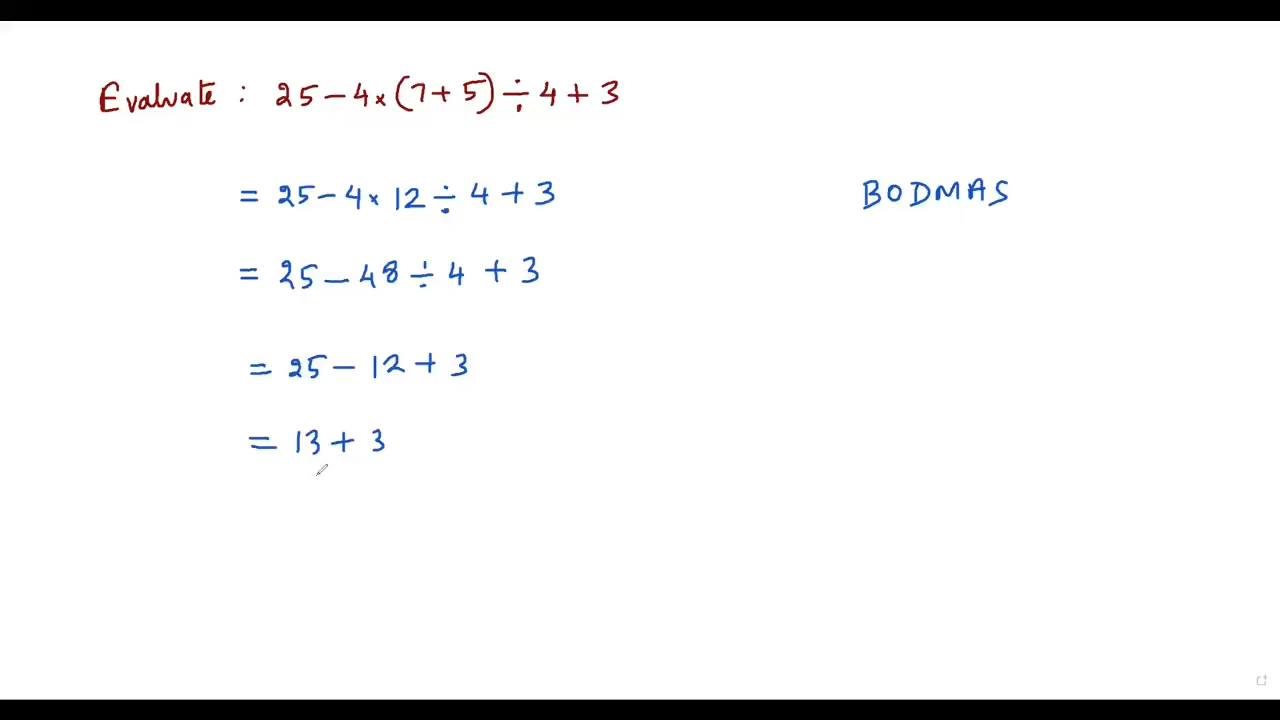 Evaluate : 25 - 4 × (7 + 5) ÷ 4 + 3
= 25 - 4 × 12 ÷ 4 + 3
BODMAS
= 25 - 48 ÷ 4 + 3
= 25 - 12 + 3
= 13 + 3